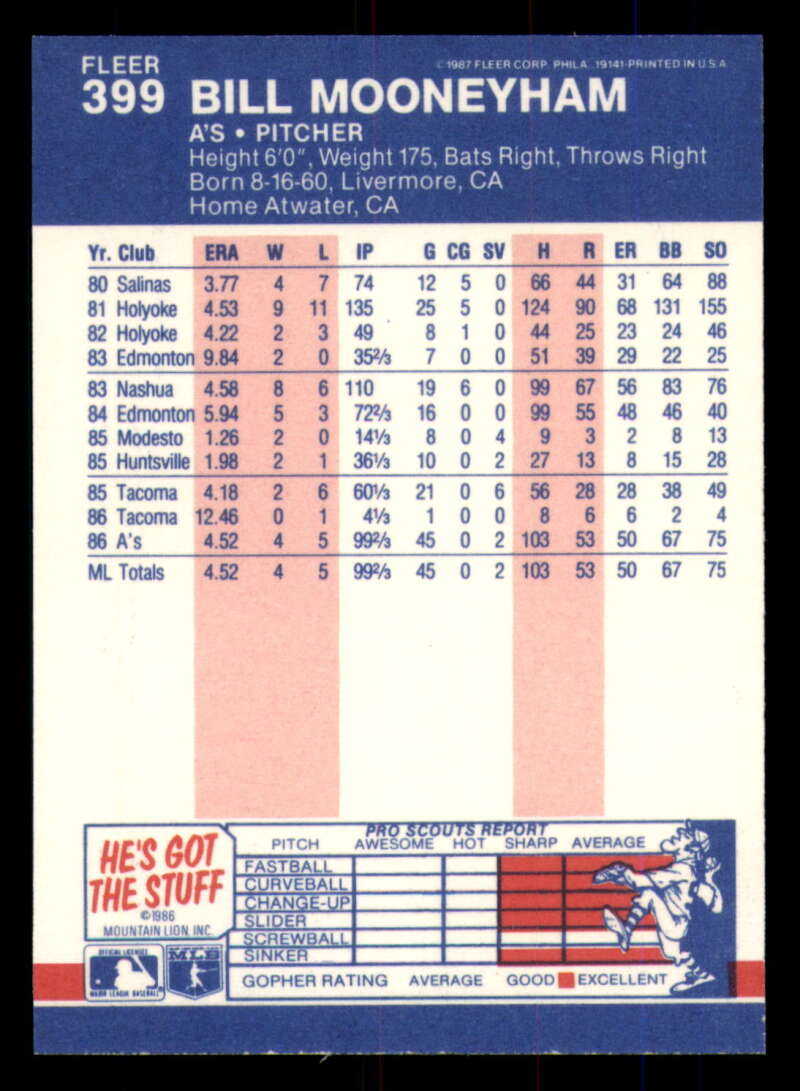 FLEER
© 1987 FLEER CORP. PHILA. 19141-PRINTED IN U.S.A
399 BILL MOONEYHAM
A'S • PITCHER
Height 6'0", Weight 175, Bats Right, Throws Right
Born 8-16-60, Livermore, CA
Home Atwater, CA
Yr. Club ERA W L IP G CG SV H R ER BB SO
80 Salinas 3.77 4 7 74 12 5 0 66 44 31 64 88
81 Holyoke 4.53 9 11 135 25 5 0 124 90 68 131 155
82 Holyoke 4.22 2 3 49 8 1 0 44 25 23 24 46
83 Edmonton 9.84 2 0 35⅔ 7 0 0 51 39 29 22 25
83 Nashua 4.58 8 6 110 19 6 0 99 67 56 83 76
84 Edmonton 5.94 5 3 72⅔ 16 0 0 99 55 48 46 40
85 Modesto 1.26 2 0 14⅓ 8 0 4 9 3 2 8 13
85 Huntsville 1.98 2 1 36⅓ 10 0 2 27 13 8 15 28
85 Tacoma 4.18 2 6 60⅓ 21 0 6 56 28 28 38 49
86 Tacoma 12.46 0 1 4⅓ 1 0 0 8 6 6 2 4
86 A's 4.52 4 5 99⅔ 45 0 2 103 53 50 67 75
ML Totals 4.52 4 5 99⅔ 45 0 2 103 53 50 67 75
HE'S GOT
THE STUFF
©1986
MOUNTAIN LION, INC.
OFFICIAL LICENSEE
MAJOR LEAGUE BASEBALL
MLB
PRO SCOUTS REPORT
PITCH AWESOME HOT SHARP AVERAGE
FASTBALL
CURVEBALL
CHANGE-UP
SLIDER
SCREWBALL
SINKER
GOPHER RATING AVERAGE GOOD EXCELLENT